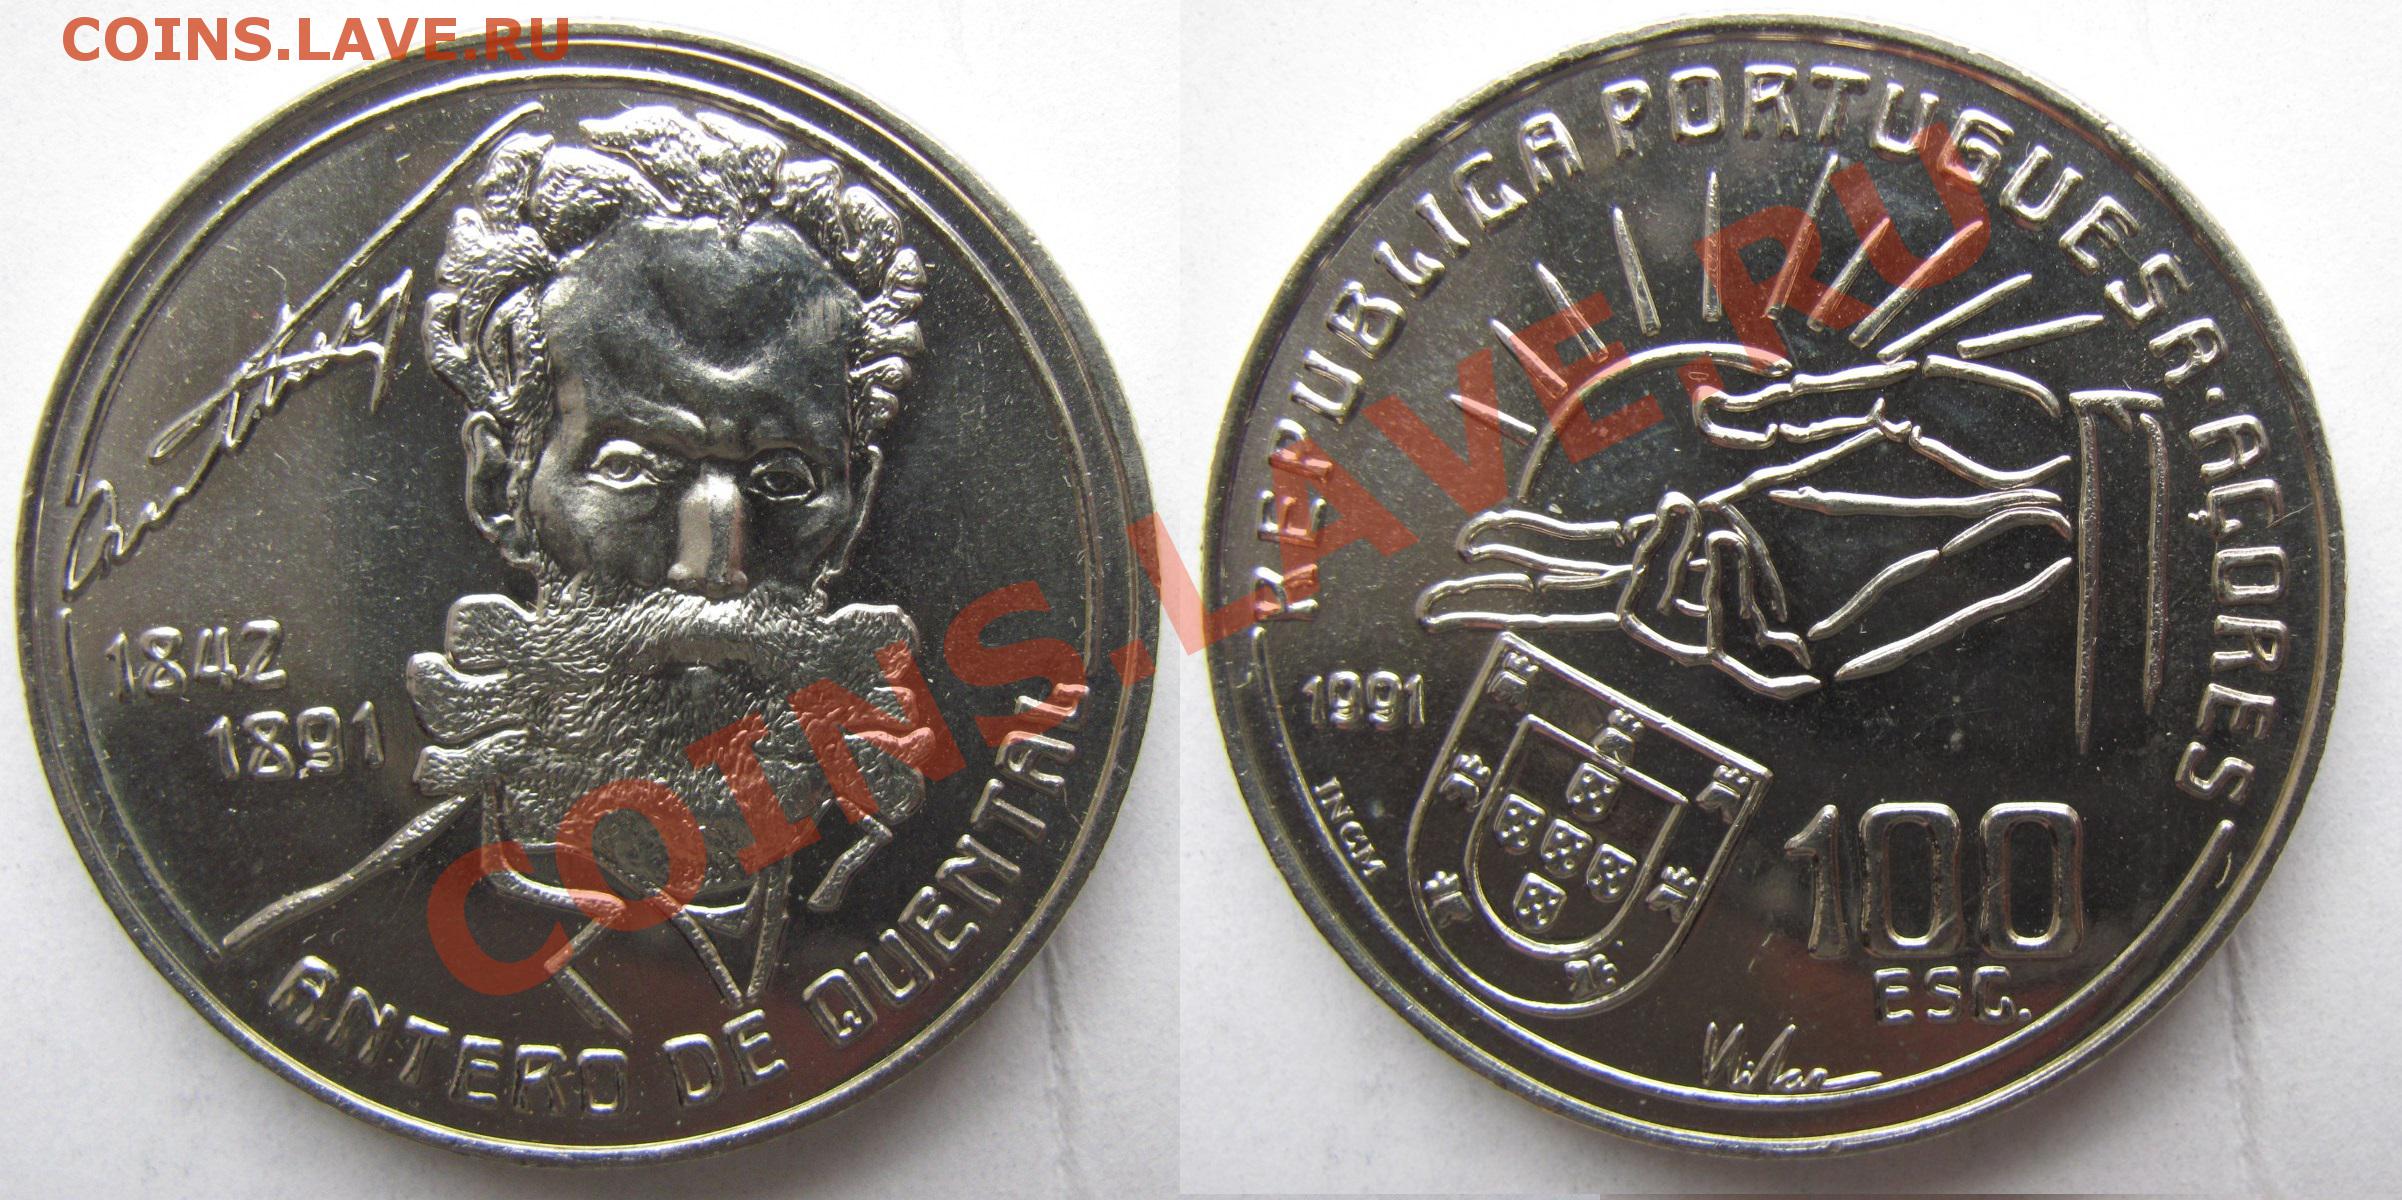 COINS.LAVE.RU
1842
1891
ANTERO DE QUENTAL
REPUBLICA PORTUGUESA · AÇORES
1991
INCM
100
ESC.
COINS.LAVE.RU